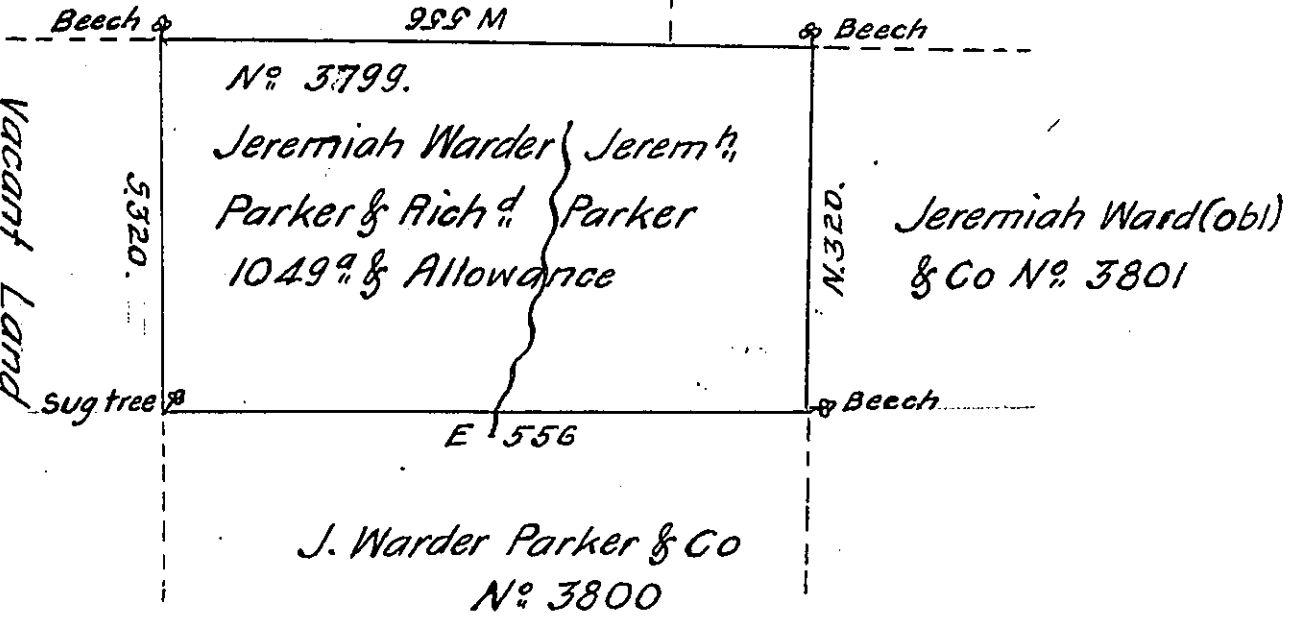 Beech
W 556
Beech
Nº 3799.
Jeremiah Warder Jeremʰ
Parker & Richᵈ Parker
1049ᵃ & Allowance
Vacant Land
S.320.
N.320.
Jeremiah Ward(obl)
& Co Nº 3801
Sug tree
Beech
E 556
J. Warder Parker & Co
Nº 3800